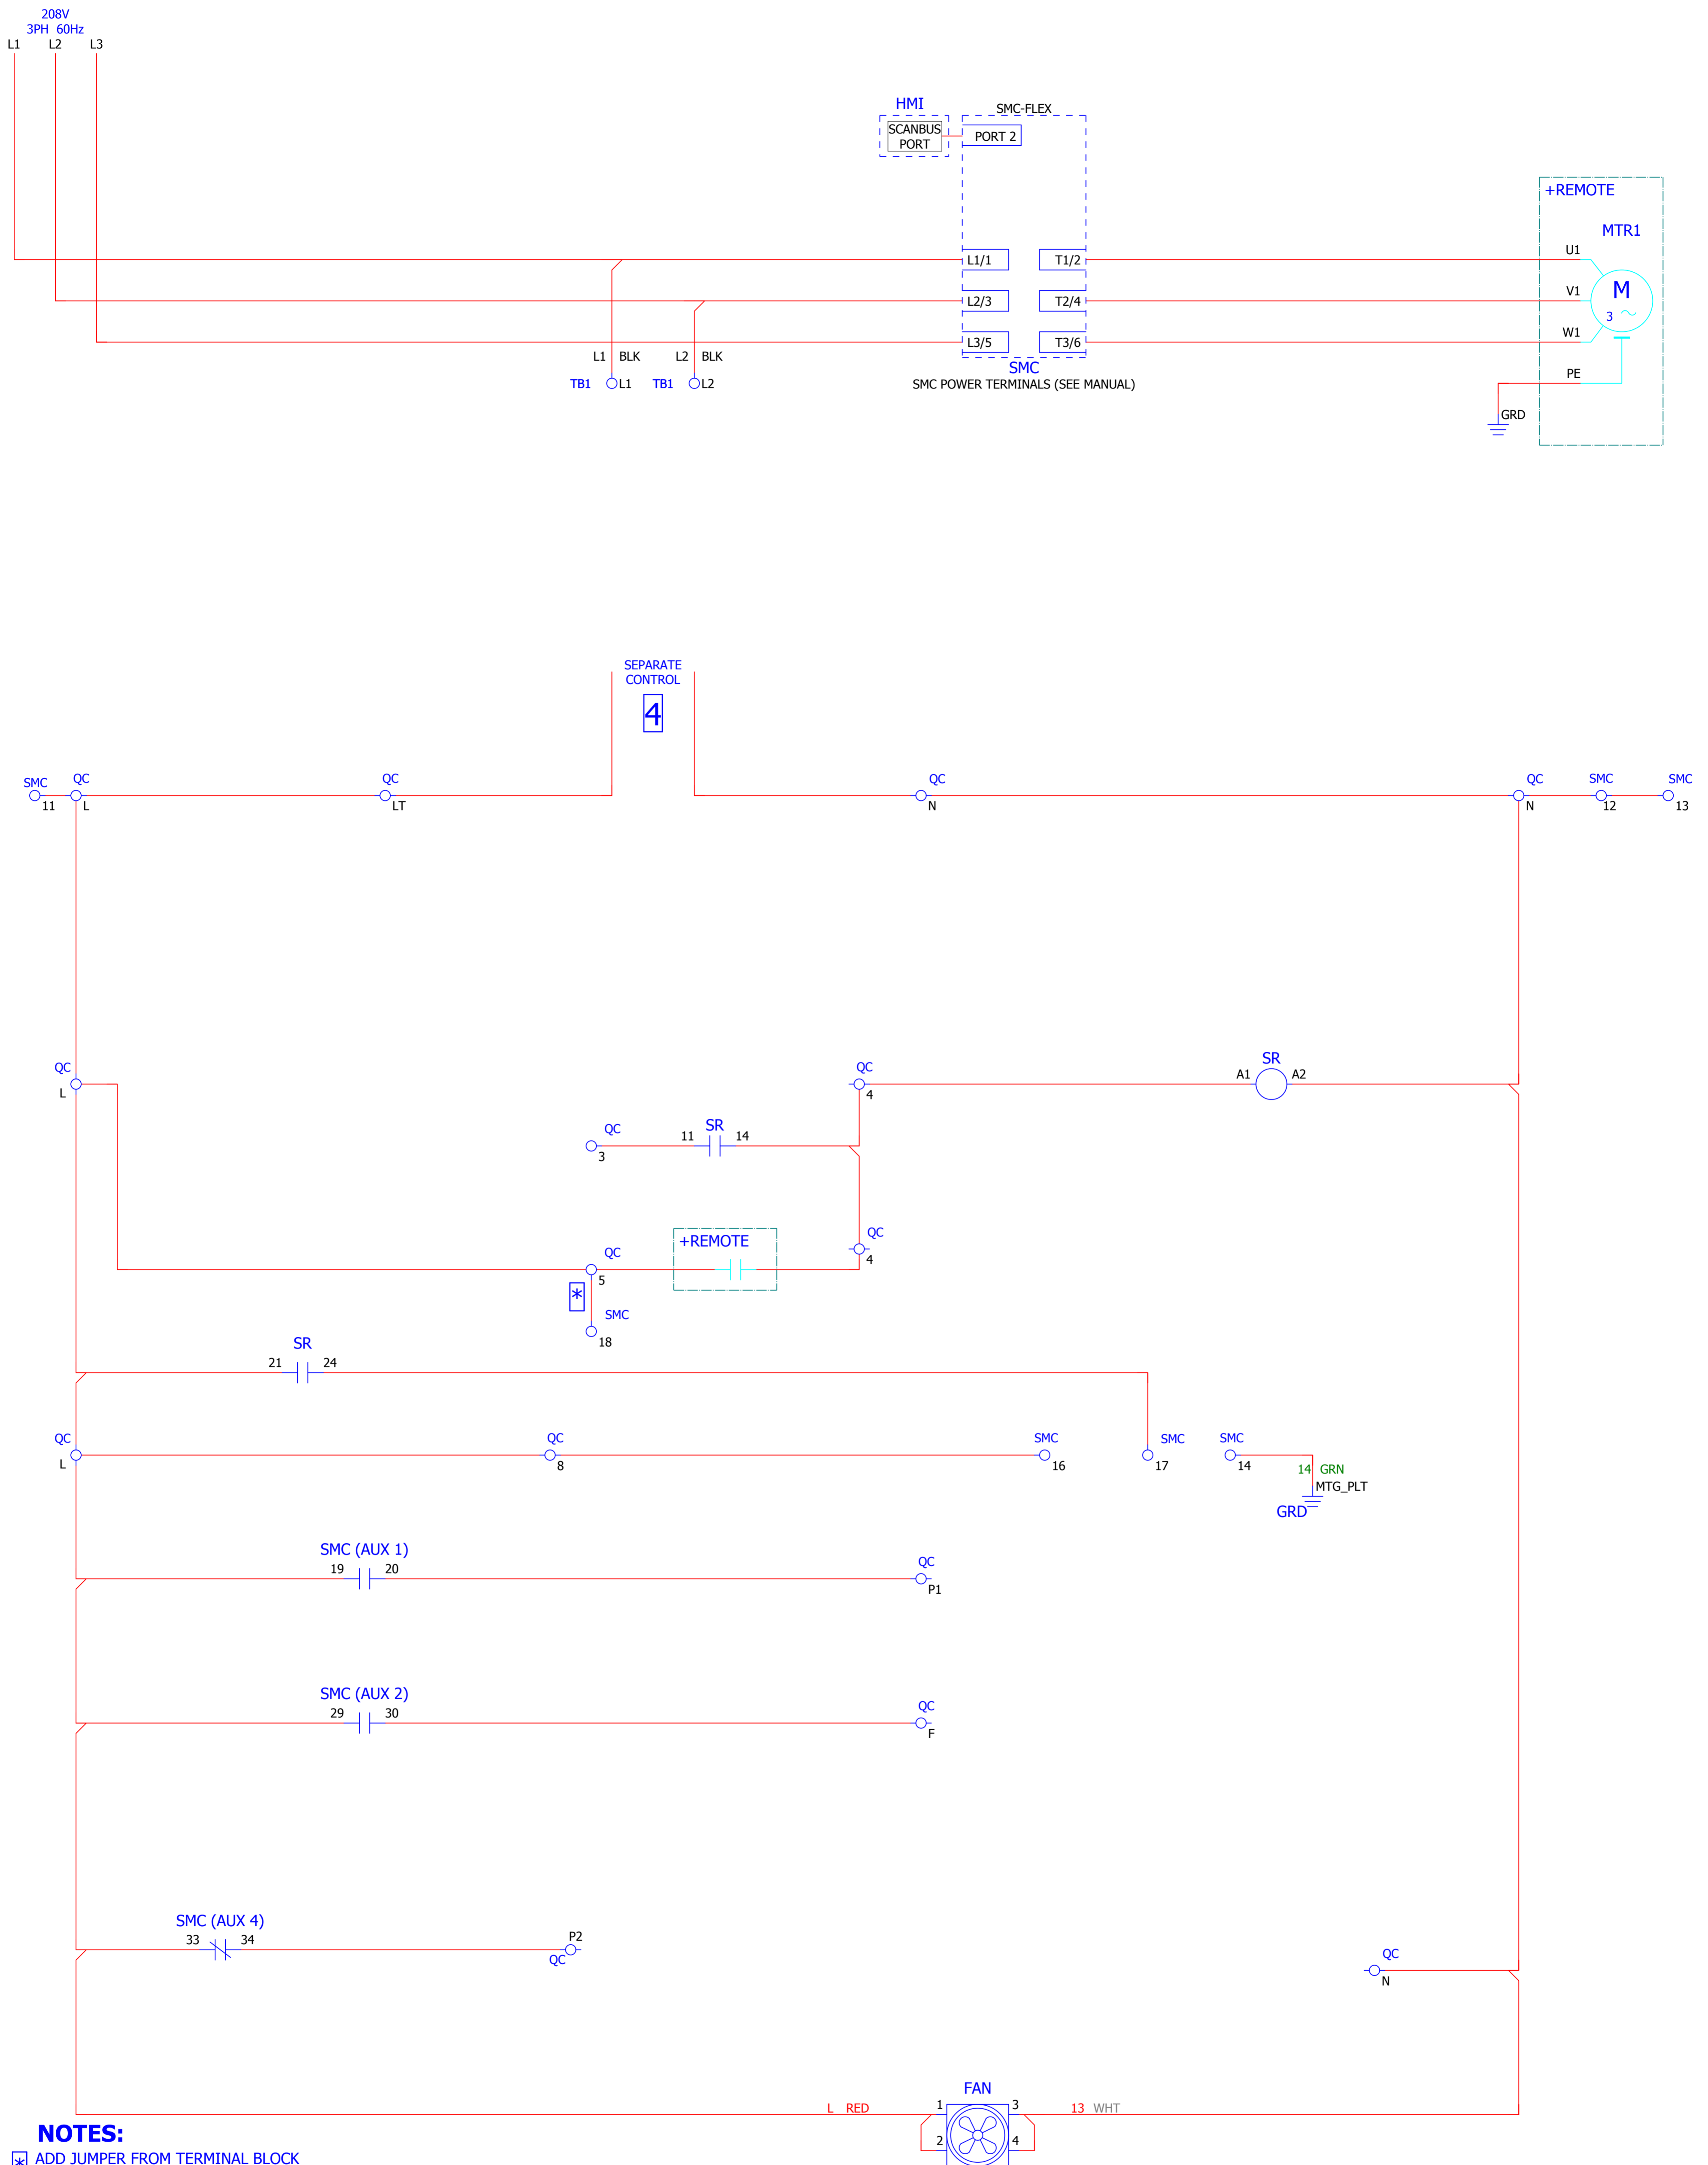 208V
3PH 60Hz
L1 L2 L3
HMI
SMC-FLEX
SCANBUS
PORT
PORT 2
+REMOTE
MTR1
U1
L1/1 T1/2
V1
M
3
L2/3 T2/4
W1
L3/5 T3/6
L1 BLK L2 BLK
SMC
PE
TB1 L1 TB1 L2
SMC POWER TERMINALS (SEE MANUAL)
GRD
SEPARATE
CONTROL
4
SMC QC QC QC QC SMC SMC
11 L LT N N 12 13
SR
QC QC
A1 A2
L 4
QC SR
11 14
3
QC
+REMOTE
QC 4
5
*
SMC
18
SR
21 24
QC QC SMC SMC SMC
L 8 16 17 14
14 GRN
MTG_PLT
GRD
SMC (AUX 1)
19 20 QC
P1
SMC (AUX 2)
29 30 QC
F
SMC (AUX 4)
33 34 P2
QC
QC
N
FAN
L RED 1 3 13 WHT
2 4
NOTES:
* ADD JUMPER FROM TERMINAL BLOCK